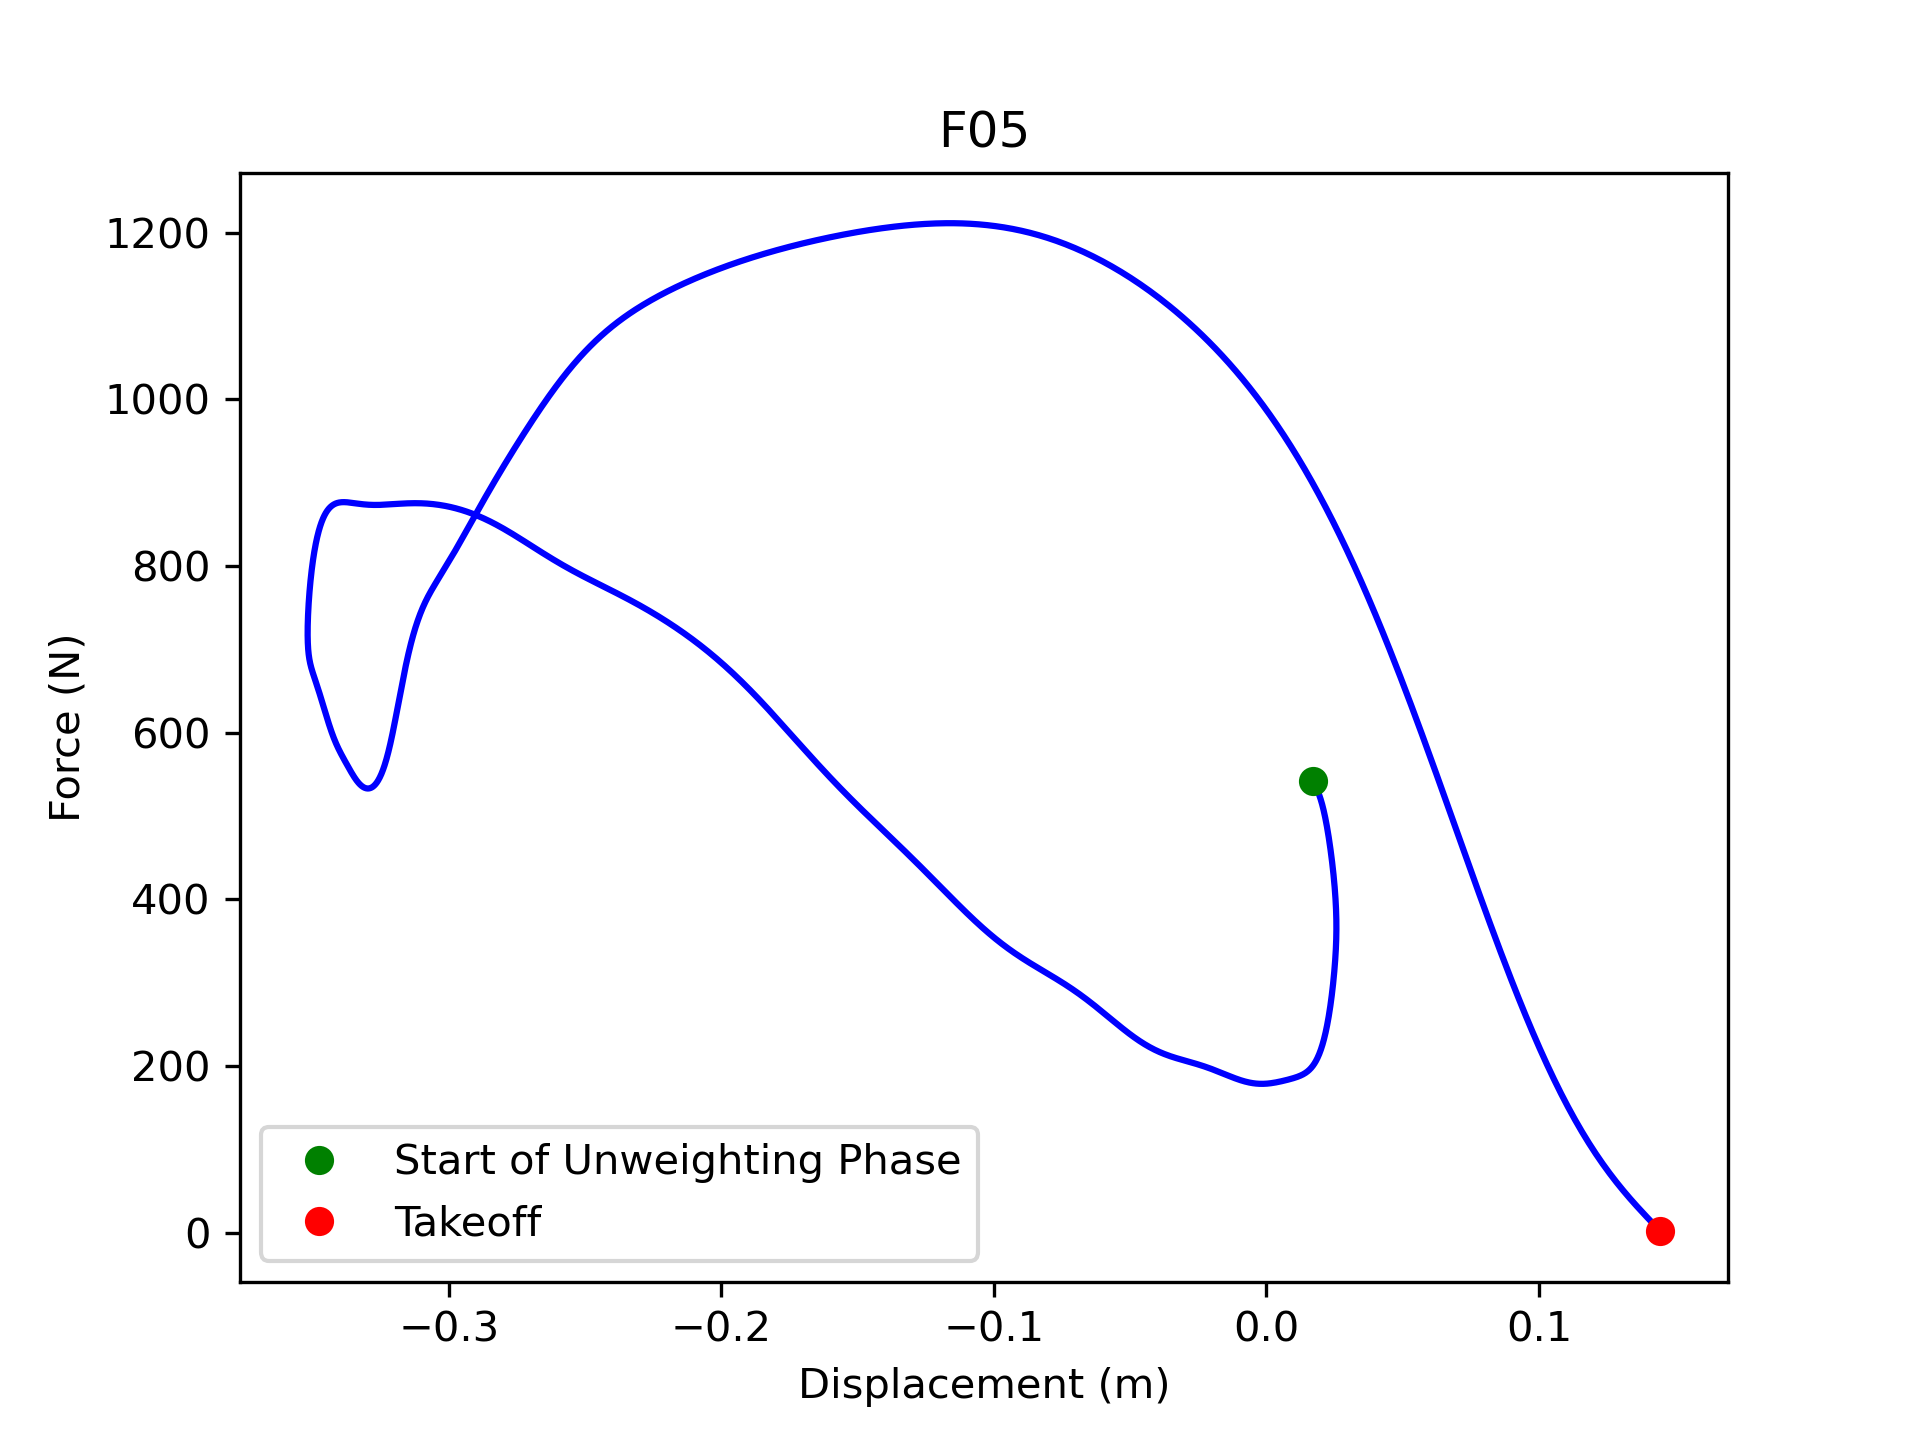 F05
1200
1000
800
600
400
200
0
Force (N)
Start of Unweighting Phase
Takeoff
−0.3
−0.2
−0.1
0.0
0.1
Displacement (m)